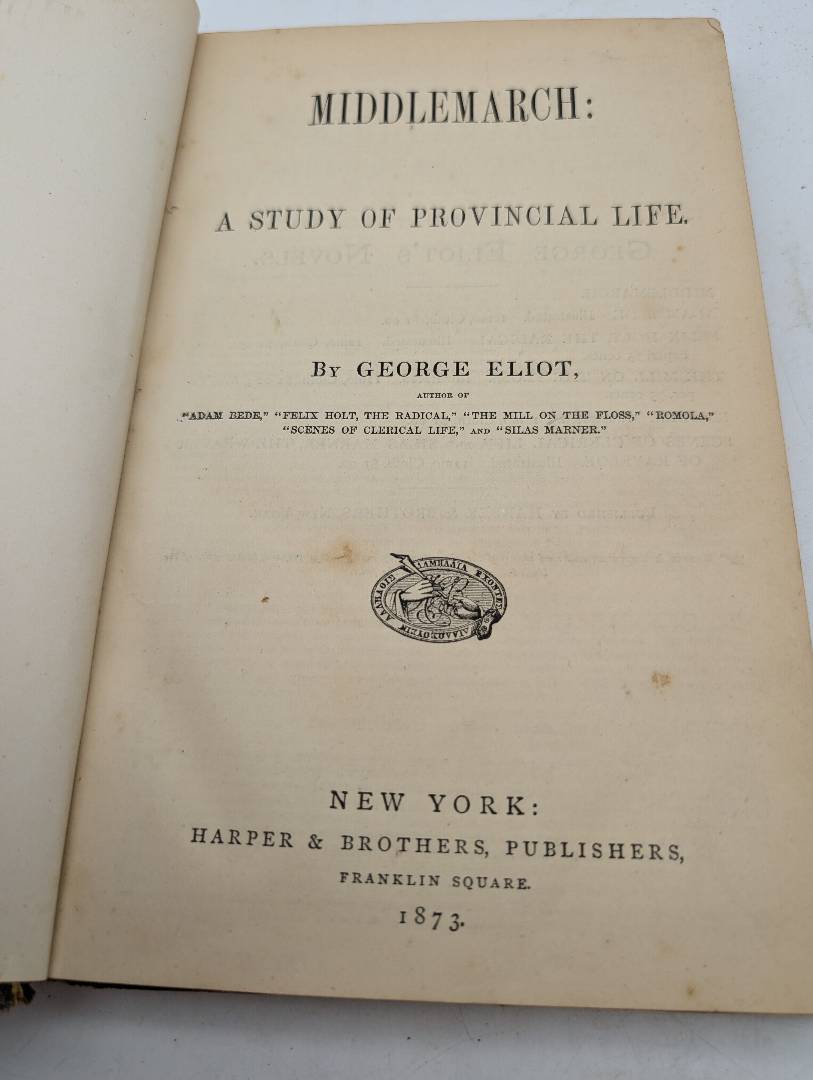 MIDDLEMARCH:
A STUDY OF PROVINCIAL LIFE.
BY GEORGE ELIOT,
AUTHOR OF
"ADAM BEDE," "FELIX HOLT, THE RADICAL," "THE MILL ON THE FLOSS," "ROMOLA,"
"SCENES OF CLERICAL LIFE," AND "SILAS MARNER."
ΛΑΜΠΑΔΙΑ ΕΧΟΝΤΕΣ
ΔΙΑΔΩΣΟΥΣΙΝ ΑΛΛΗΛΟΙΣ
NEW YORK:
HARPER & BROTHERS, PUBLISHERS,
FRANKLIN SQUARE.
1873.